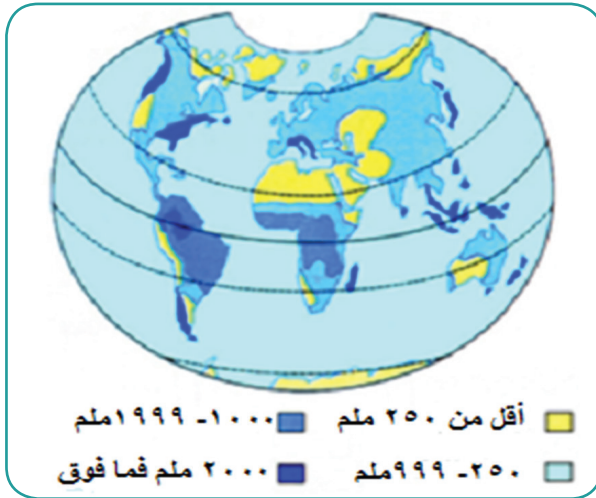 أقل من ٢٥٠ ملم ١٠٠٠- ١٩٩٩ملم
٢٥٠- ٩٩٩ملم ٢٠٠٠ ملم فما فوق